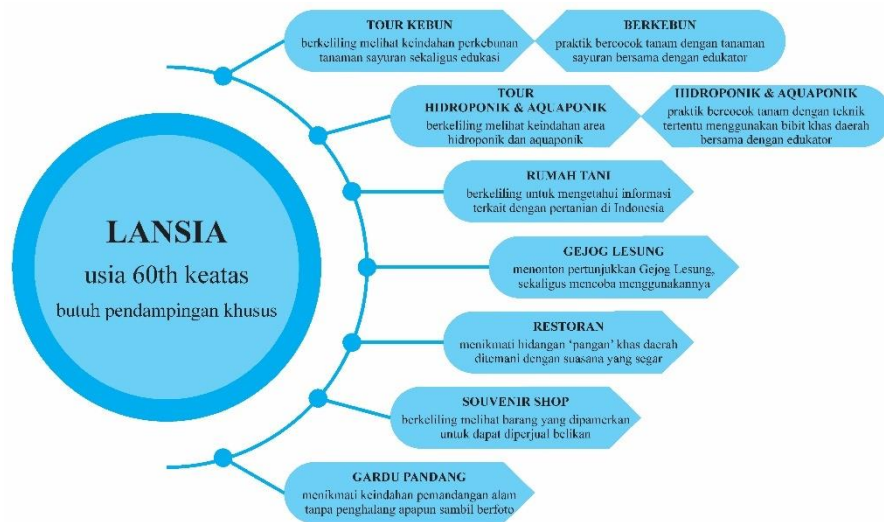 TOUR KEBUN
berkeliling melihat keindahan perkebunan
tanaman sayuran sekaligus edukasi
BERKEBUN
praktik bercocok tanam dengan tanaman
sayuran bersama dengan edukator
TOUR
HIDROPONIK & AQUAPONIK
berkeliling melihat keindahan area
hidroponik dan aquaponik
HIDROPONIK & AQUAPONIK
praktik bercocok tanam dengan teknik
tertentu menggunakan bibit khas daerah
bersama dengan edukator
LANSIA
usia 60th keatas
butuh pendampingan khusus
RUMAH TANI
berkeliling untuk mengetahui informasi
terkait dengan pertanian di Indonesia
GEJOG LESUNG
menonton pertunjukkan Gejog Lesung,
sekaligus mencoba menggunakannya
RESTORAN
menikmati hidangan ‘pangan’ khas daerah
ditemani dengan suasana yang segar
SOUVENIR SHOP
berkeliling melihat barang yang dipamerkan
untuk dapat diperjual belikan
GARDU PANDANG
menikmati keindahan pemandangan alam
tanpa penghalang apapun sambil berfoto